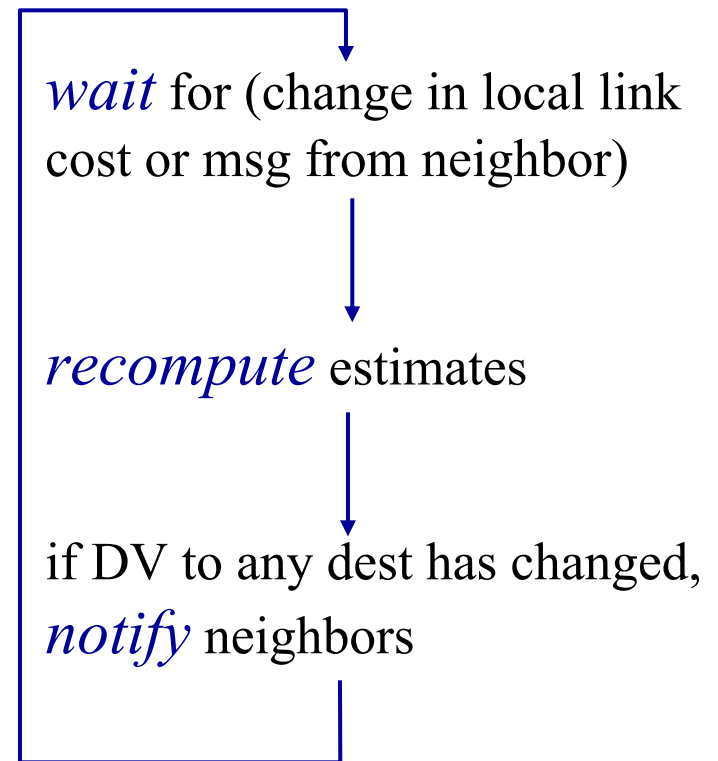 wait for (change in local link
cost or msg from neighbor)
recompute estimates
if DV to any dest has changed,
notify neighbors